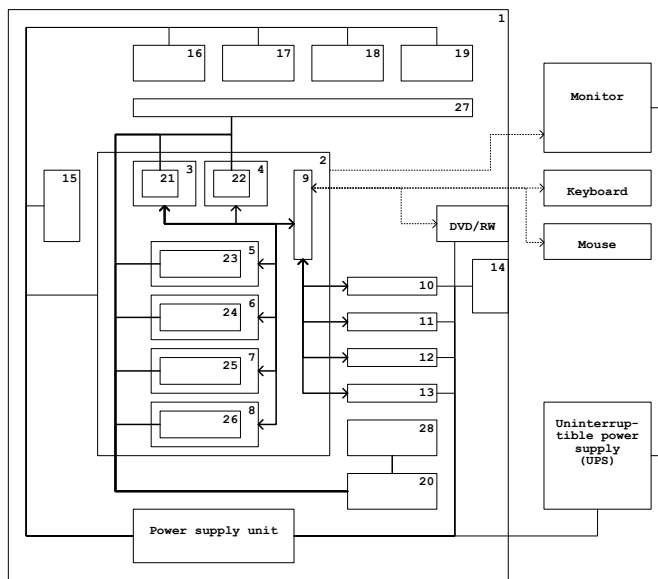 1
16 17 18 19
27
Monitor
2
15
21 3 22 4 9
Keyboard
DVD/RW
Mouse
23 5
14
10
24 6
11
25 7
12
13
26 8
28
Uninterrup-
tible power
supply
(UPS)
20
Power supply unit